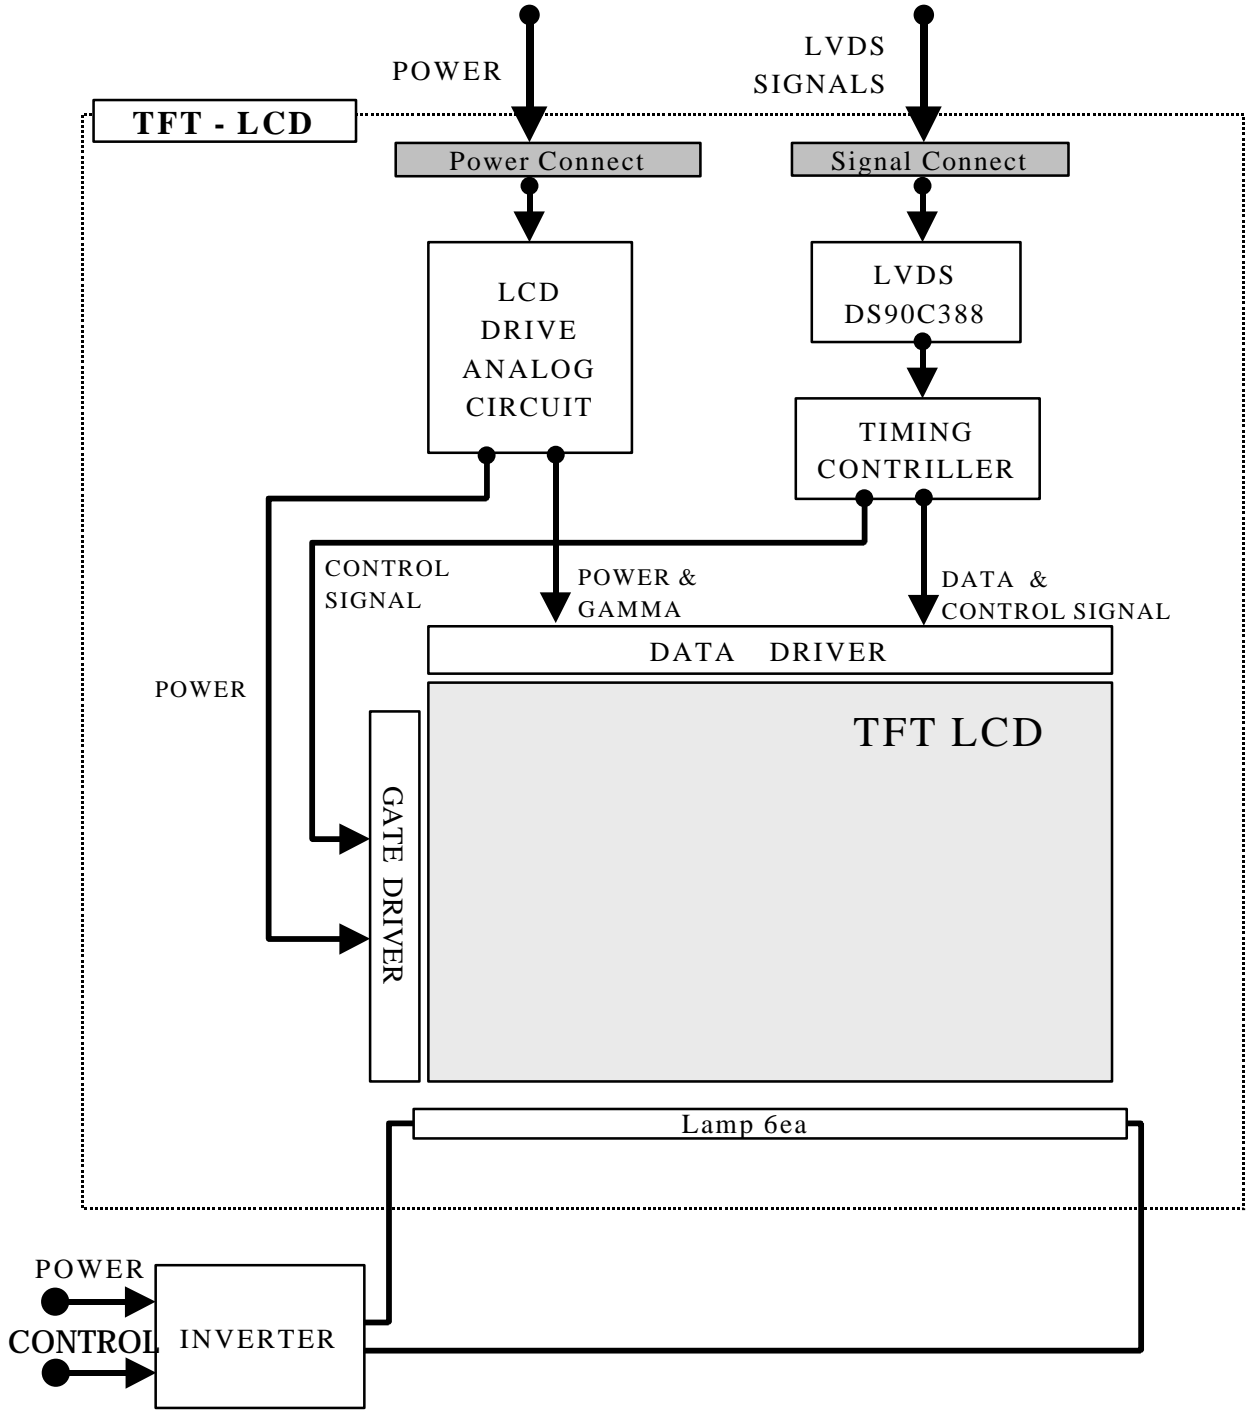 POWER
LVDS
SIGNALS
TFT - LCD
Power Connect
Signal Connect
LCD
DRIVE
ANALOG
CIRCUIT
LVDS
DS90C388
TIMING
CONTRILLER
CONTROL
SIGNAL
POWER &
GAMMA
DATA &
CONTROL SIGNAL
DATA DRIVER
POWER
TFT LCD
GATE DRIVER
Lamp 6ea
POWER
CONTROL
INVERTER